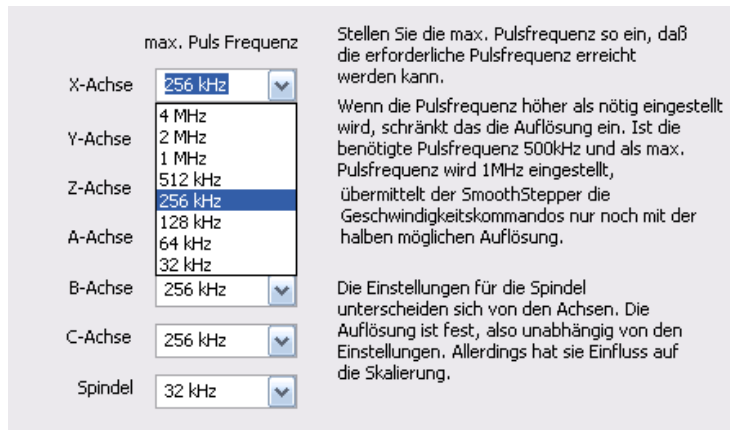 max. Puls Frequenz
X-Achse
256 kHz
4 MHz
2 MHz
1 MHz
512 kHz
256 kHz
128 kHz
64 kHz
32 kHz
Y-Achse
Z-Achse
A-Achse
B-Achse
256 kHz
C-Achse
256 kHz
Spindel
32 kHz
Stellen Sie die max. Pulsfrequenz so ein, daß
die erforderliche Pulsfrequenz erreicht
werden kann.
Wenn die Pulsfrequenz höher als nötig eingestellt
wird, schränkt das die Auflösung ein. Ist die
benötigte Pulsfrequenz 500kHz und als max.
Pulsfrequenz wird 1MHz eingestellt,
übermittelt der SmoothStepper die
Geschwindigkeitskommandos nur noch mit der
halben möglichen Auflösung.
Die Einstellungen für die Spindel
unterscheiden sich von den Achsen. Die
Auflösung ist fest, also unabhängig von den
Einstellungen. Allerdings hat sie Einfluss auf
die Skalierung.